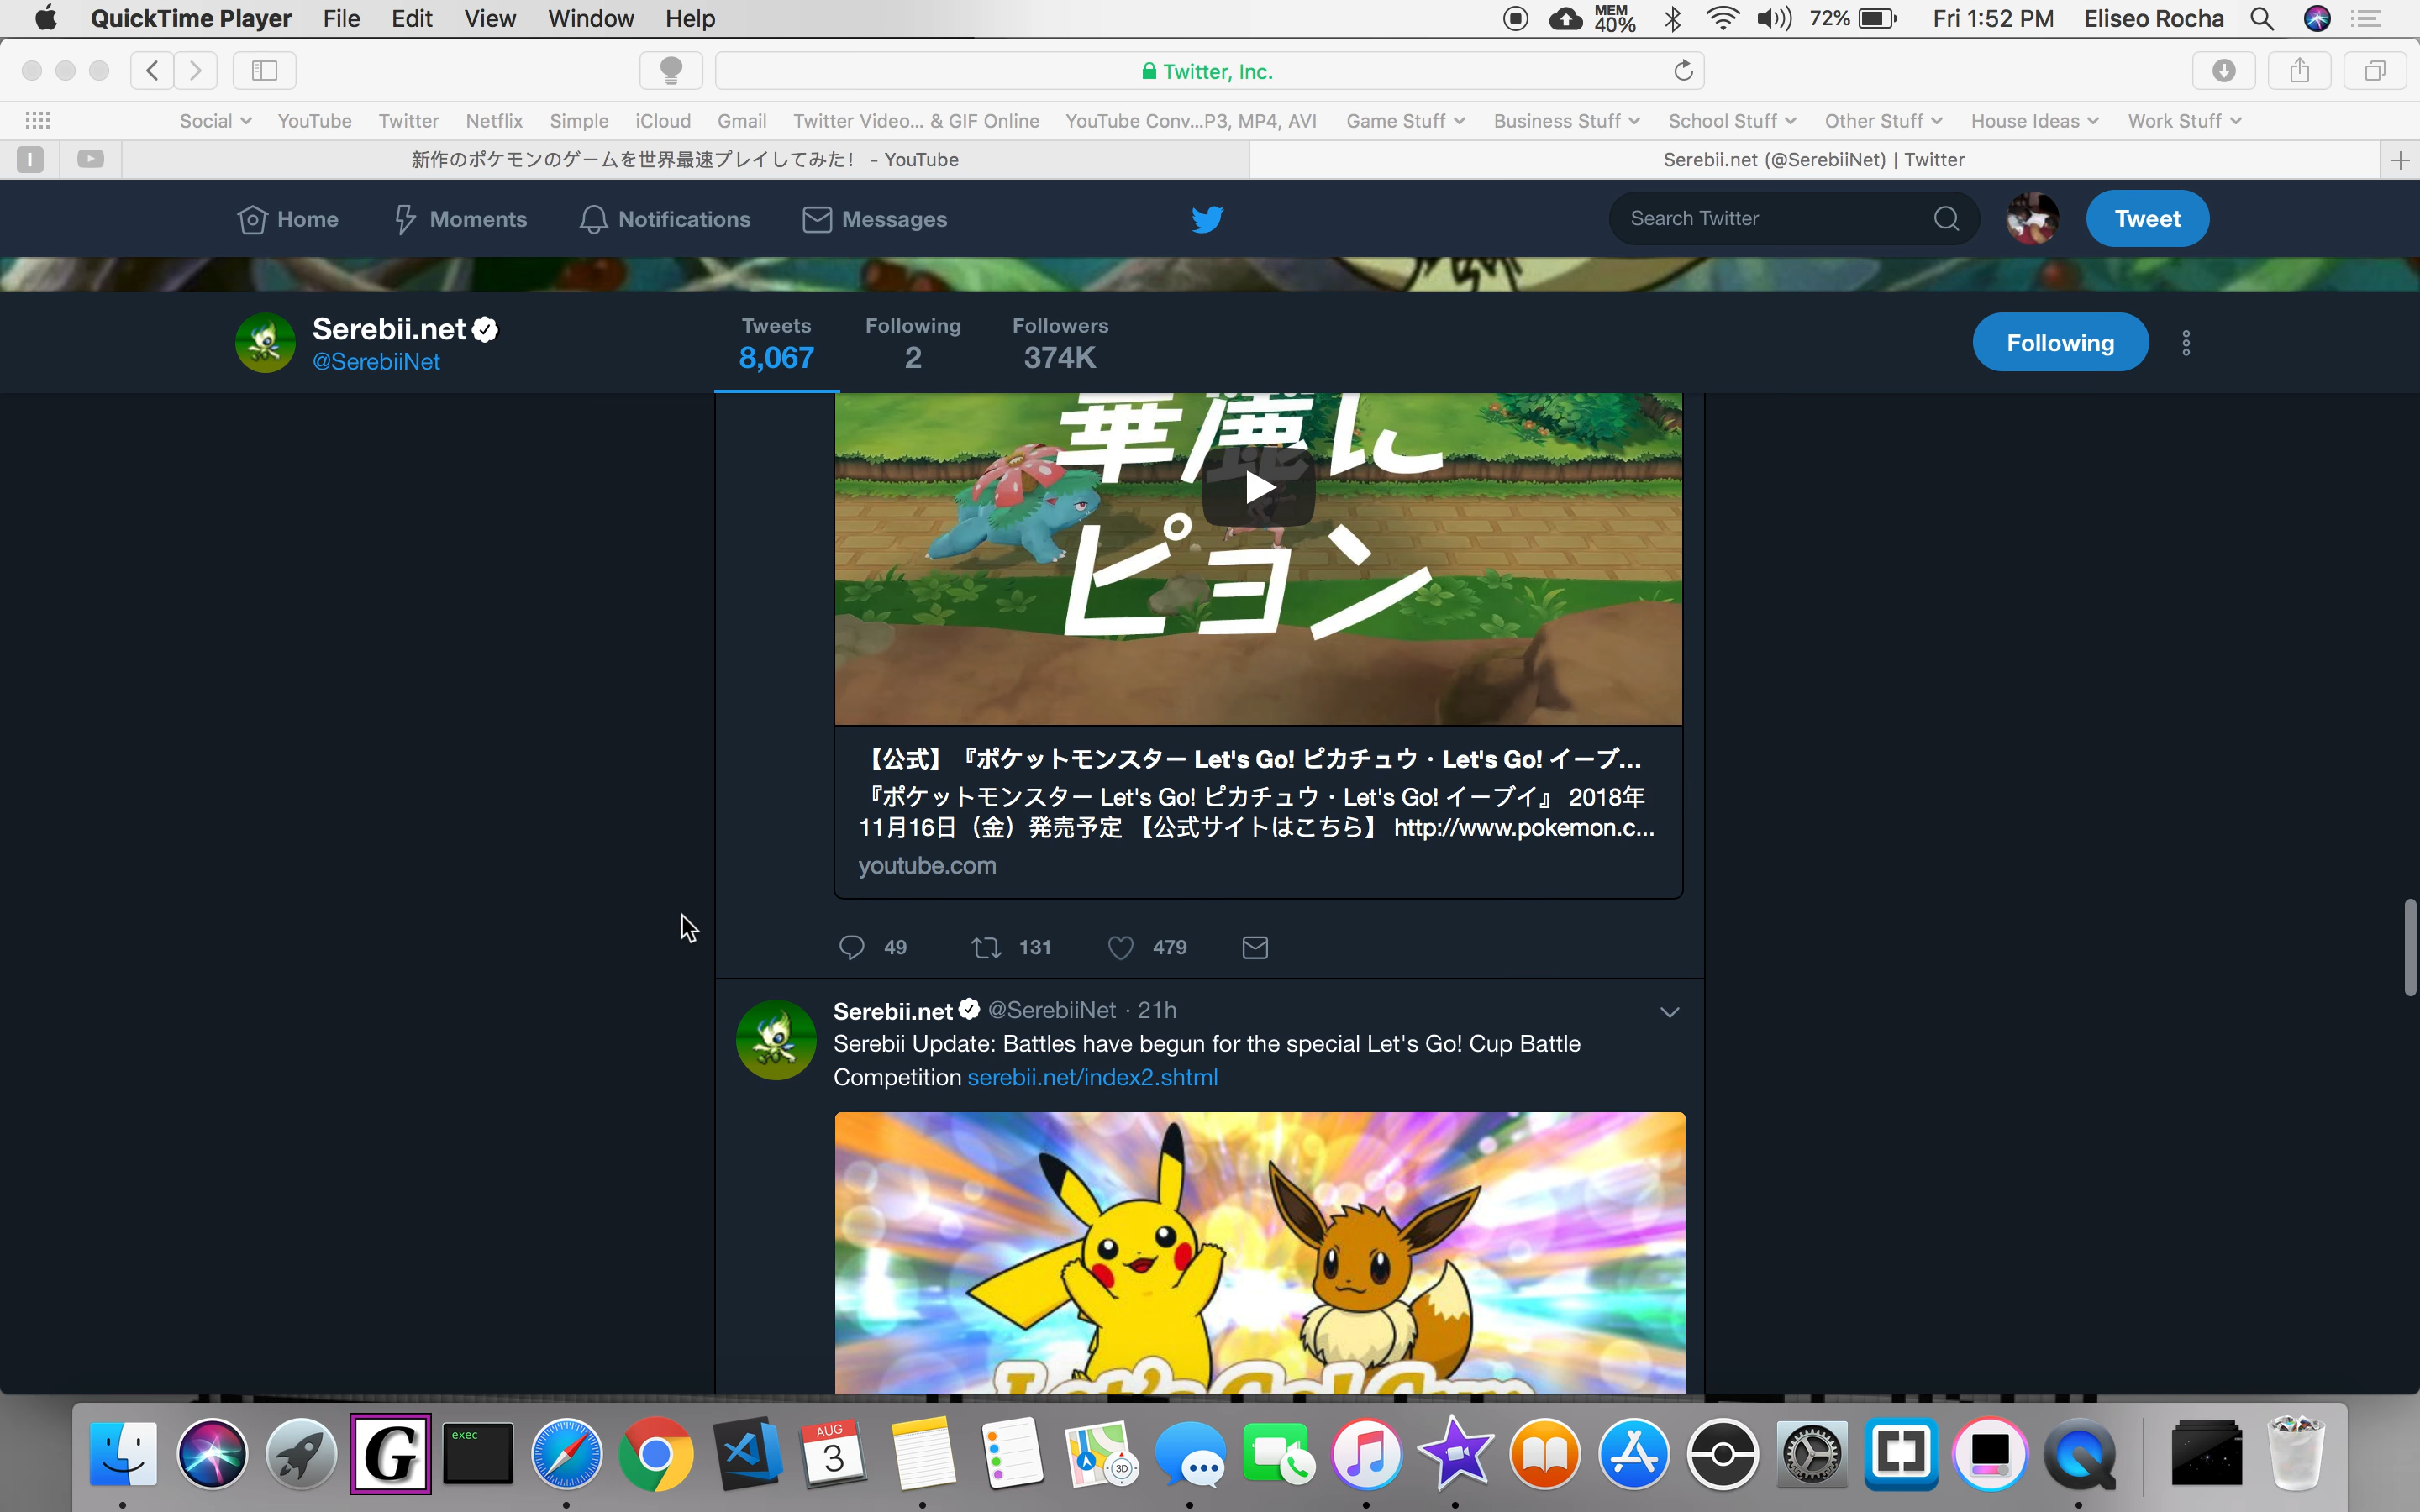 QuickTime Player File Edit View Window Help MEM 40% 72% Fri 1:52 PM Eliseo Rocha
Twitter, Inc.
Social YouTube Twitter Netflix Simple iCloud Gmail Twitter Video... & GIF Online YouTube Conv...P3, MP4, AVI Game Stuff Business Stuff School Stuff Other Stuff House Ideas Work Stuff
新作のポケモンのゲームを世界最速プレイしてみた! - YouTube Serebii.net (@SerebiiNet) | Twitter
Home Moments Notifications Messages Search Twitter Tweet
Serebii.net Tweets Following Followers
@SerebiiNet 8,067 2 374K Following
華麗に
ピョン
【公式】『ポケットモンスター Let's Go! ピカチュウ・Let's Go! イーブ...
『ポケットモンスター Let's Go! ピカチュウ・Let's Go! イーブイ』 2018年
11月16日（金）発売予定 【公式サイトはこちら】 http://www.pokemon.c...
youtube.com
49 131 479
Serebii.net @SerebiiNet · 21h
Serebii Update: Battles have begun for the special Let's Go! Cup Battle
Competition serebii.net/index2.shtml
Let's Go! Cup
G exec AUG 3 3D